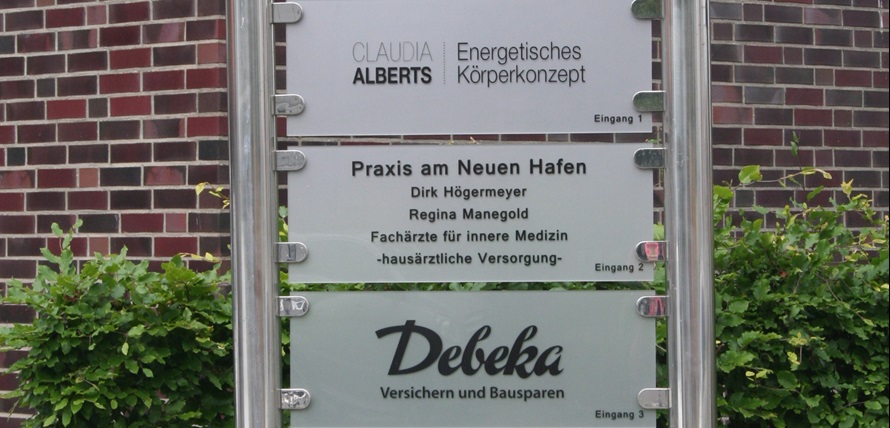 CLAUDIA
ALBERTS
Energetisches
Körperkonzept
Eingang 1
Praxis am Neuen Hafen
Dirk Högermeyer
Regina Manegold
Fachärzte für innere Medizin
-hausärztliche Versorgung-
Eingang 2
Debeka
Versichern und Bausparen
Eingang 3